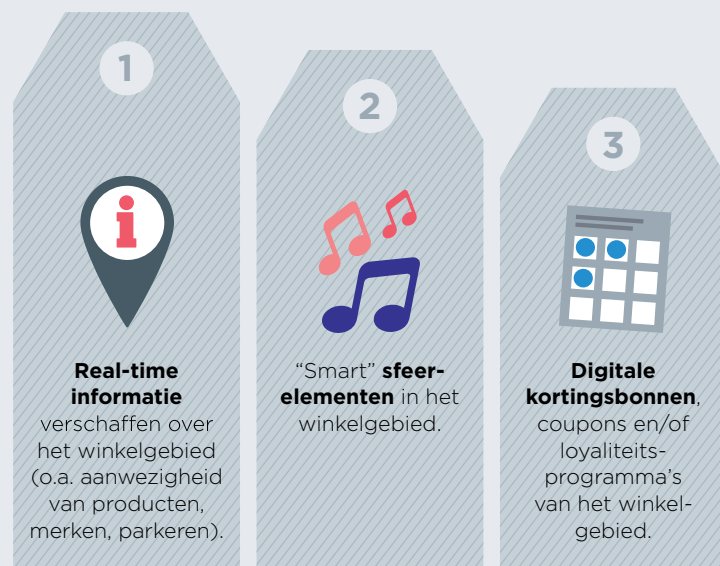 1
Real-time
informatie
verschaffen over
het winkelgebied
(o.a. aanwezigheid
van producten,
merken, parkeren).
2
“Smart” sfeer-
elementen in het
winkelgebied.
3
Digitale
kortingsbonnen,
coupons en/of
loyaliteits-
programma’s
van het winkel-
gebied.